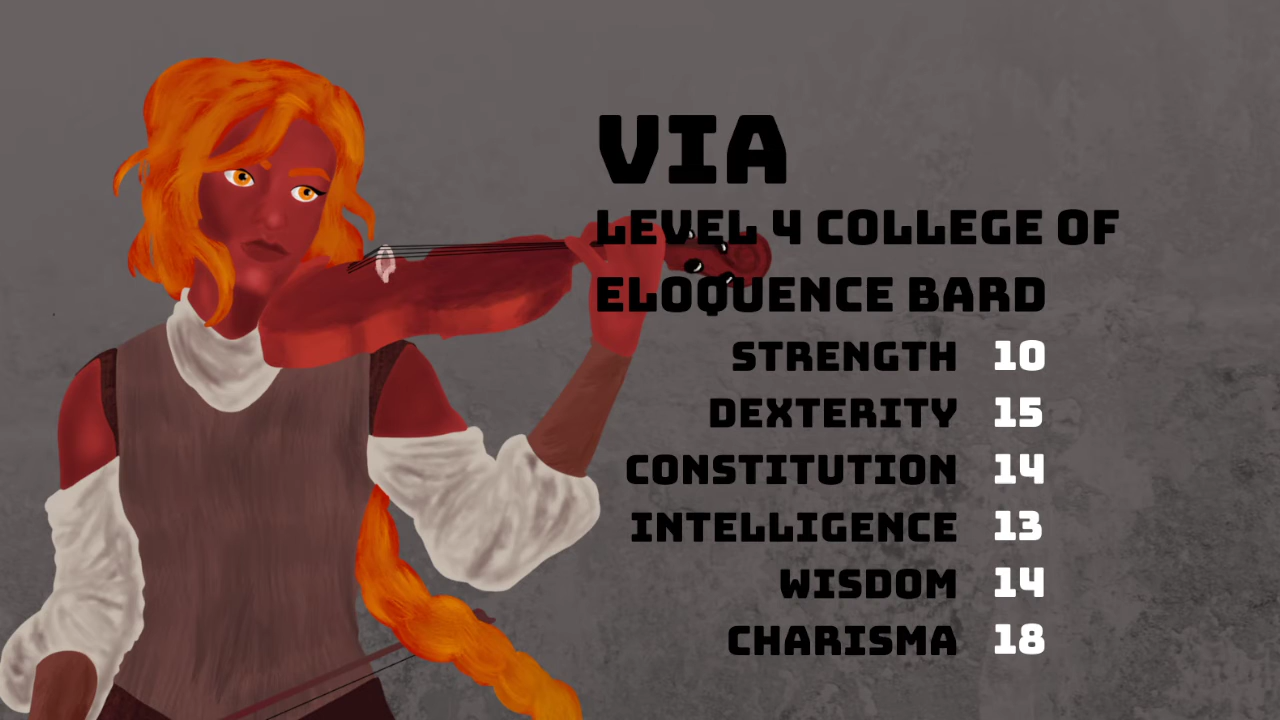 VIA
LEVEL 4 COLLEGE OF
ELOQUENCE BARD
STRENGTH 10
DEXTERITY 15
CONSTITUTION 14
INTELLIGENCE 13
WISDOM 14
CHARISMA 18